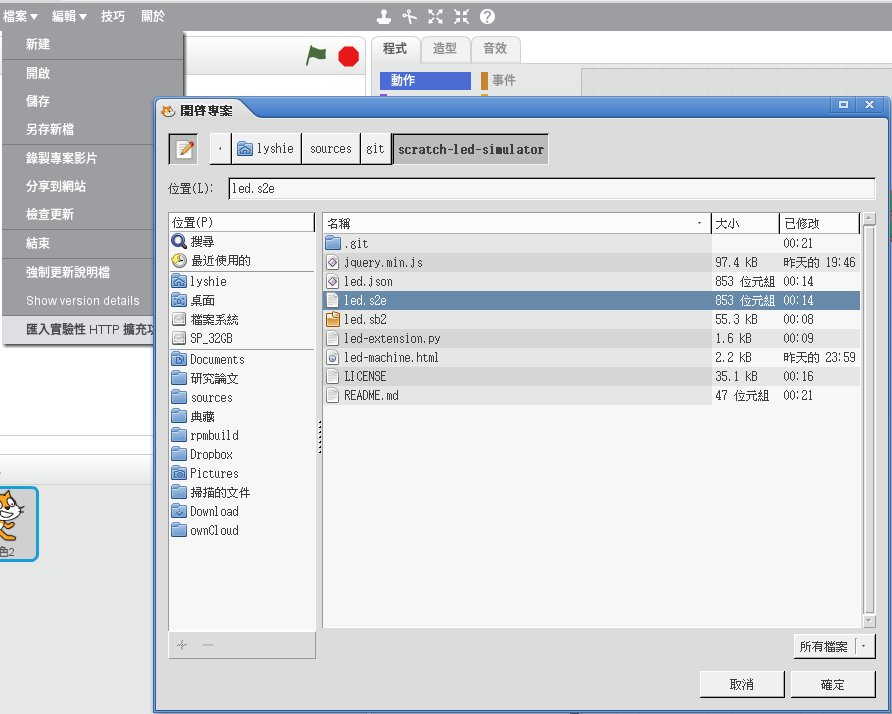 檔案 編輯 技巧 關於
新建
開啟
儲存
另存新檔
錄製專案影片
分享到網站
檢查更新
結束
強制更新說明檔
Show version details
匯入實驗性 HTTP 擴充功
程式 造型 音效
動作 事件
開啓專案
lyshie sources git scratch-led-simulator
位置(L): led.s2e
位置(P)
搜尋
最近使用的
lyshie
桌面
檔案系統
SP_32GB
Documents
研究論文
sources
典藏
rpmbuild
Dropbox
Pictures
掃描的文件
Download
ownCloud
名稱 大小 已修改
.git 00:21
jquery.min.js 97.4 kB 昨天的 19:46
led.json 853 位元組 00:14
led.s2e 853 位元組 00:14
led.sb2 55.3 kB 00:08
led-extension.py 1.6 kB 00:09
led-machine.html 2.2 kB 昨天的 23:59
LICENSE 35.1 kB 00:16
README.md 47 位元組 00:21
色2
所有檔案
取消 確定